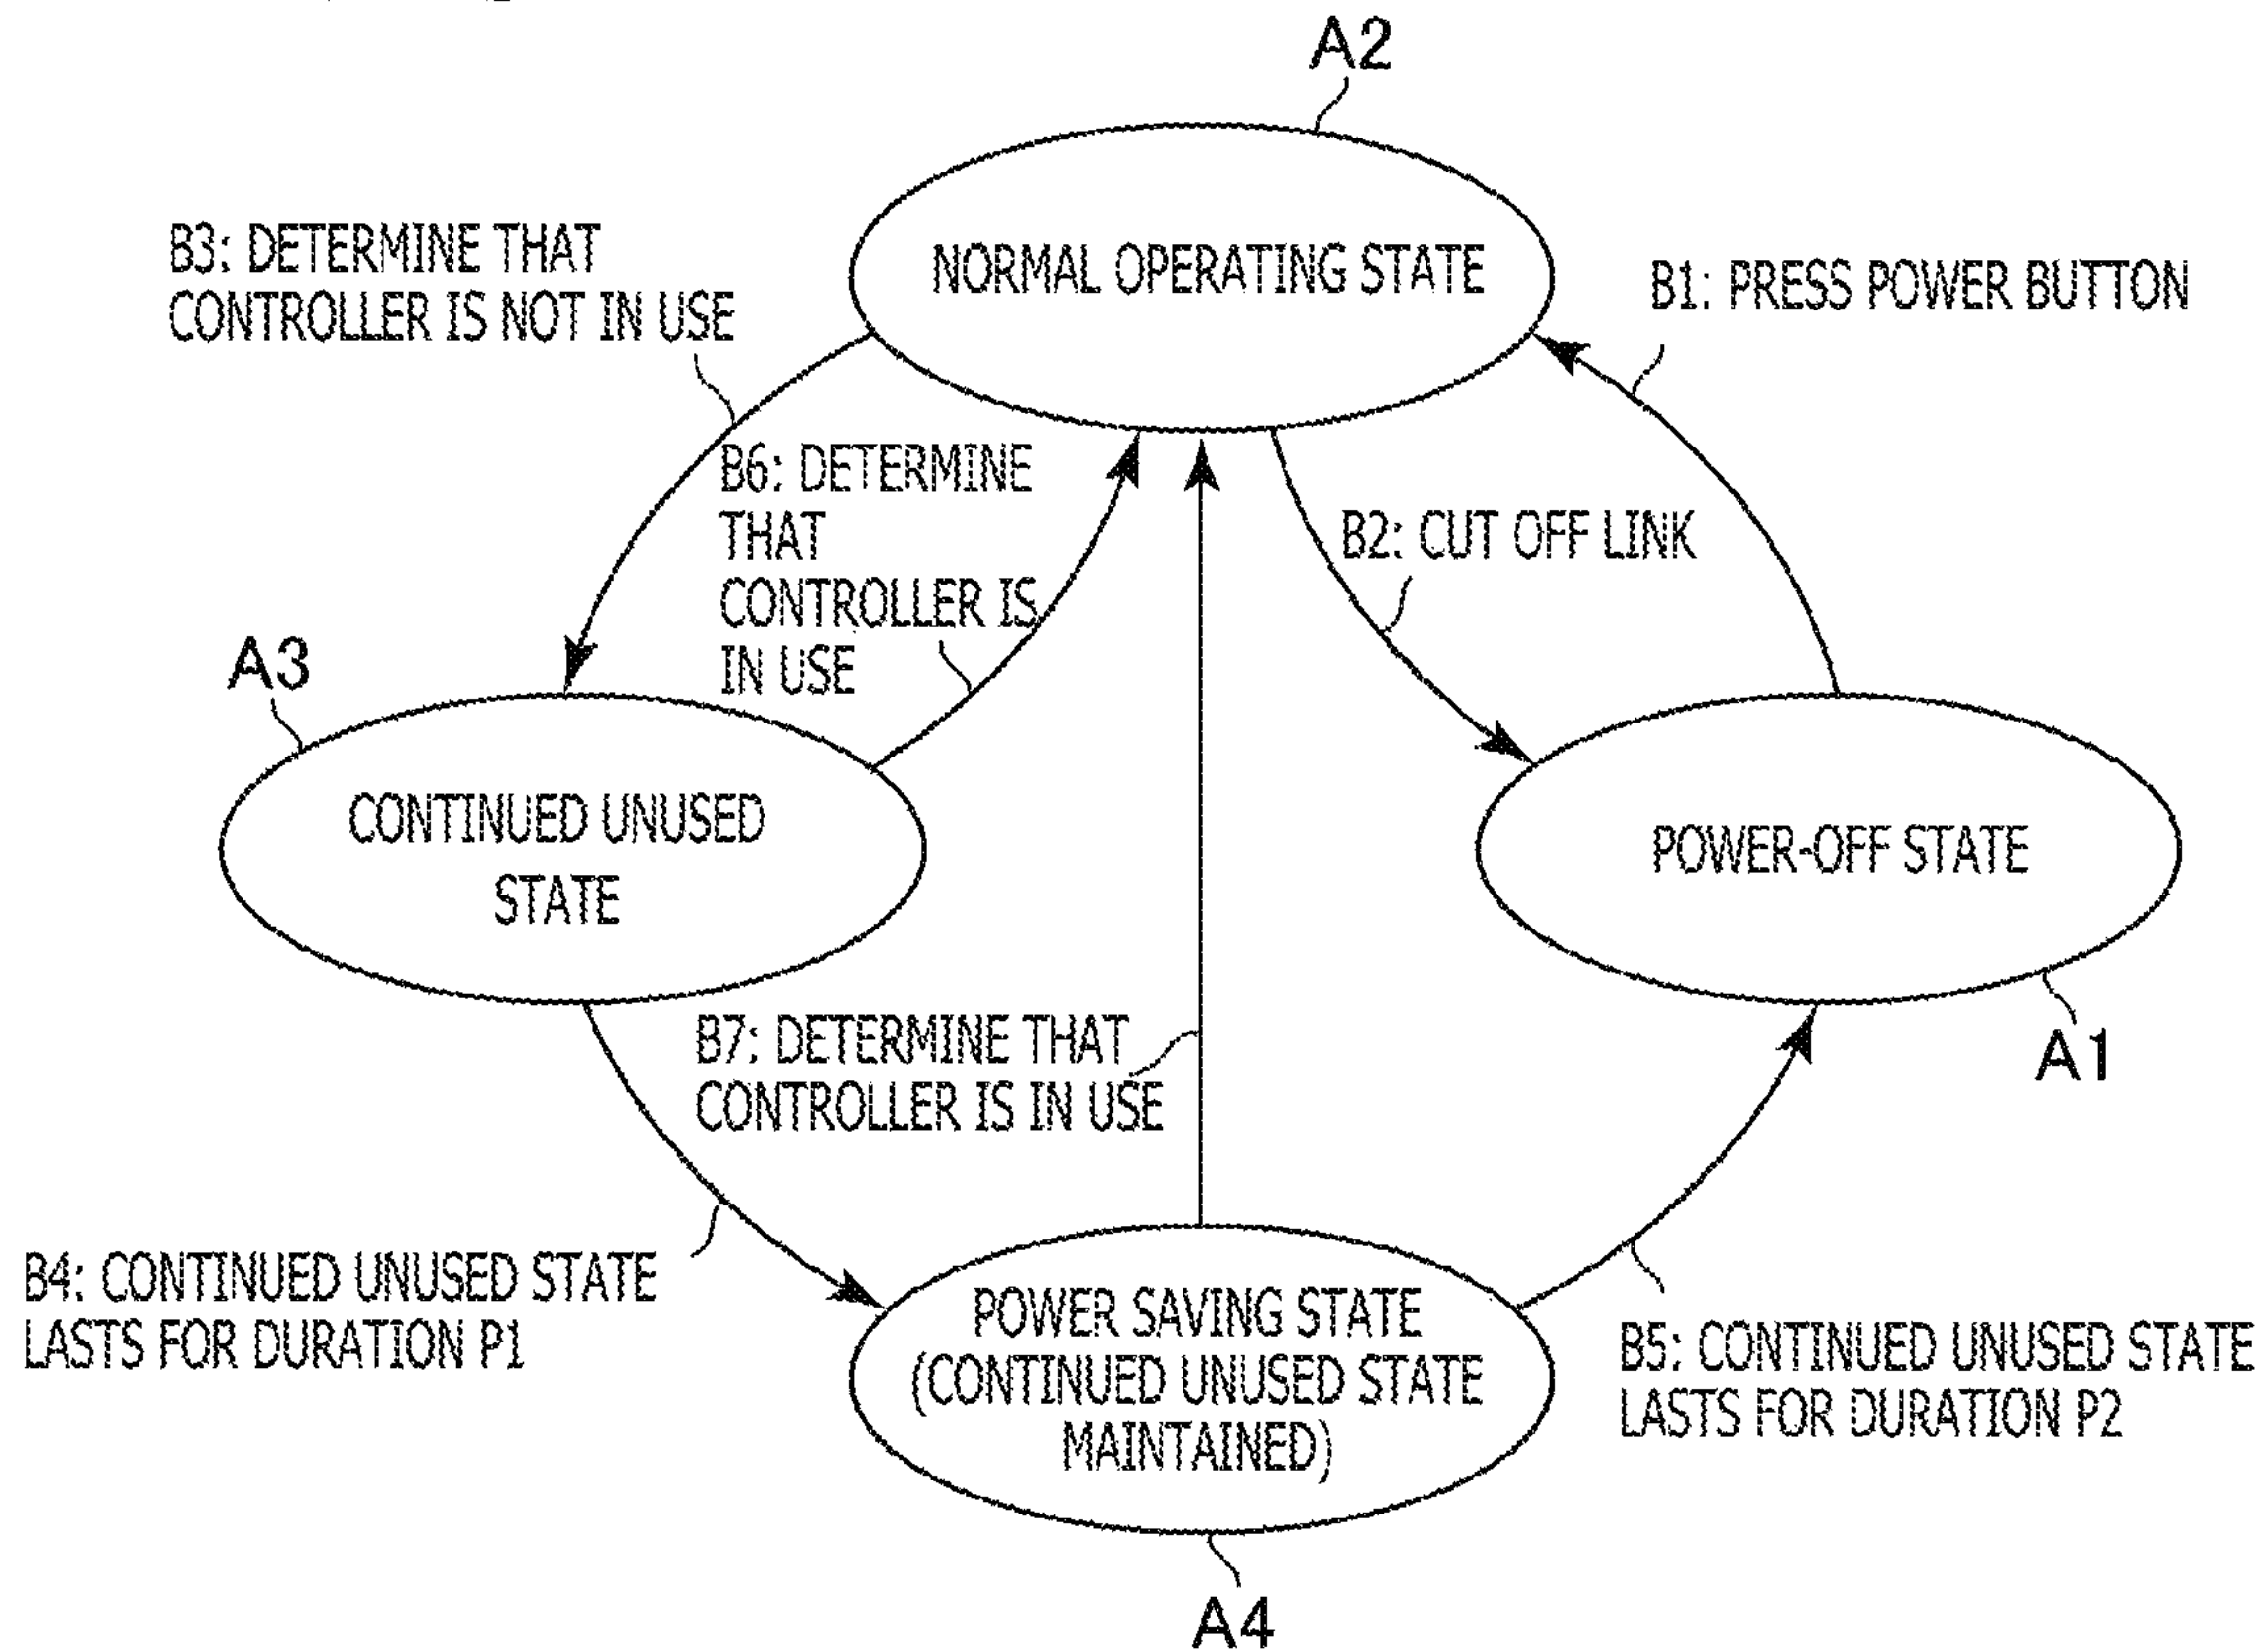 A2
NORMAL OPERATING STATE
B3: DETERMINE THAT
CONTROLLER IS NOT IN USE
B1: PRESS POWER BUTTON
B6: DETERMINE
THAT
CONTROLLER IS
IN USE
B2: CUT OFF LINK
A3
CONTINUED UNUSED
STATE
POWER-OFF STATE
A1
B7: DETERMINE THAT
CONTROLLER IS IN USE
B4: CONTINUED UNUSED STATE
LASTS FOR DURATION P1
POWER SAVING STATE
(CONTINUED UNUSED STATE
MAINTAINED)
B5: CONTINUED UNUSED STATE
LASTS FOR DURATION P2
A4